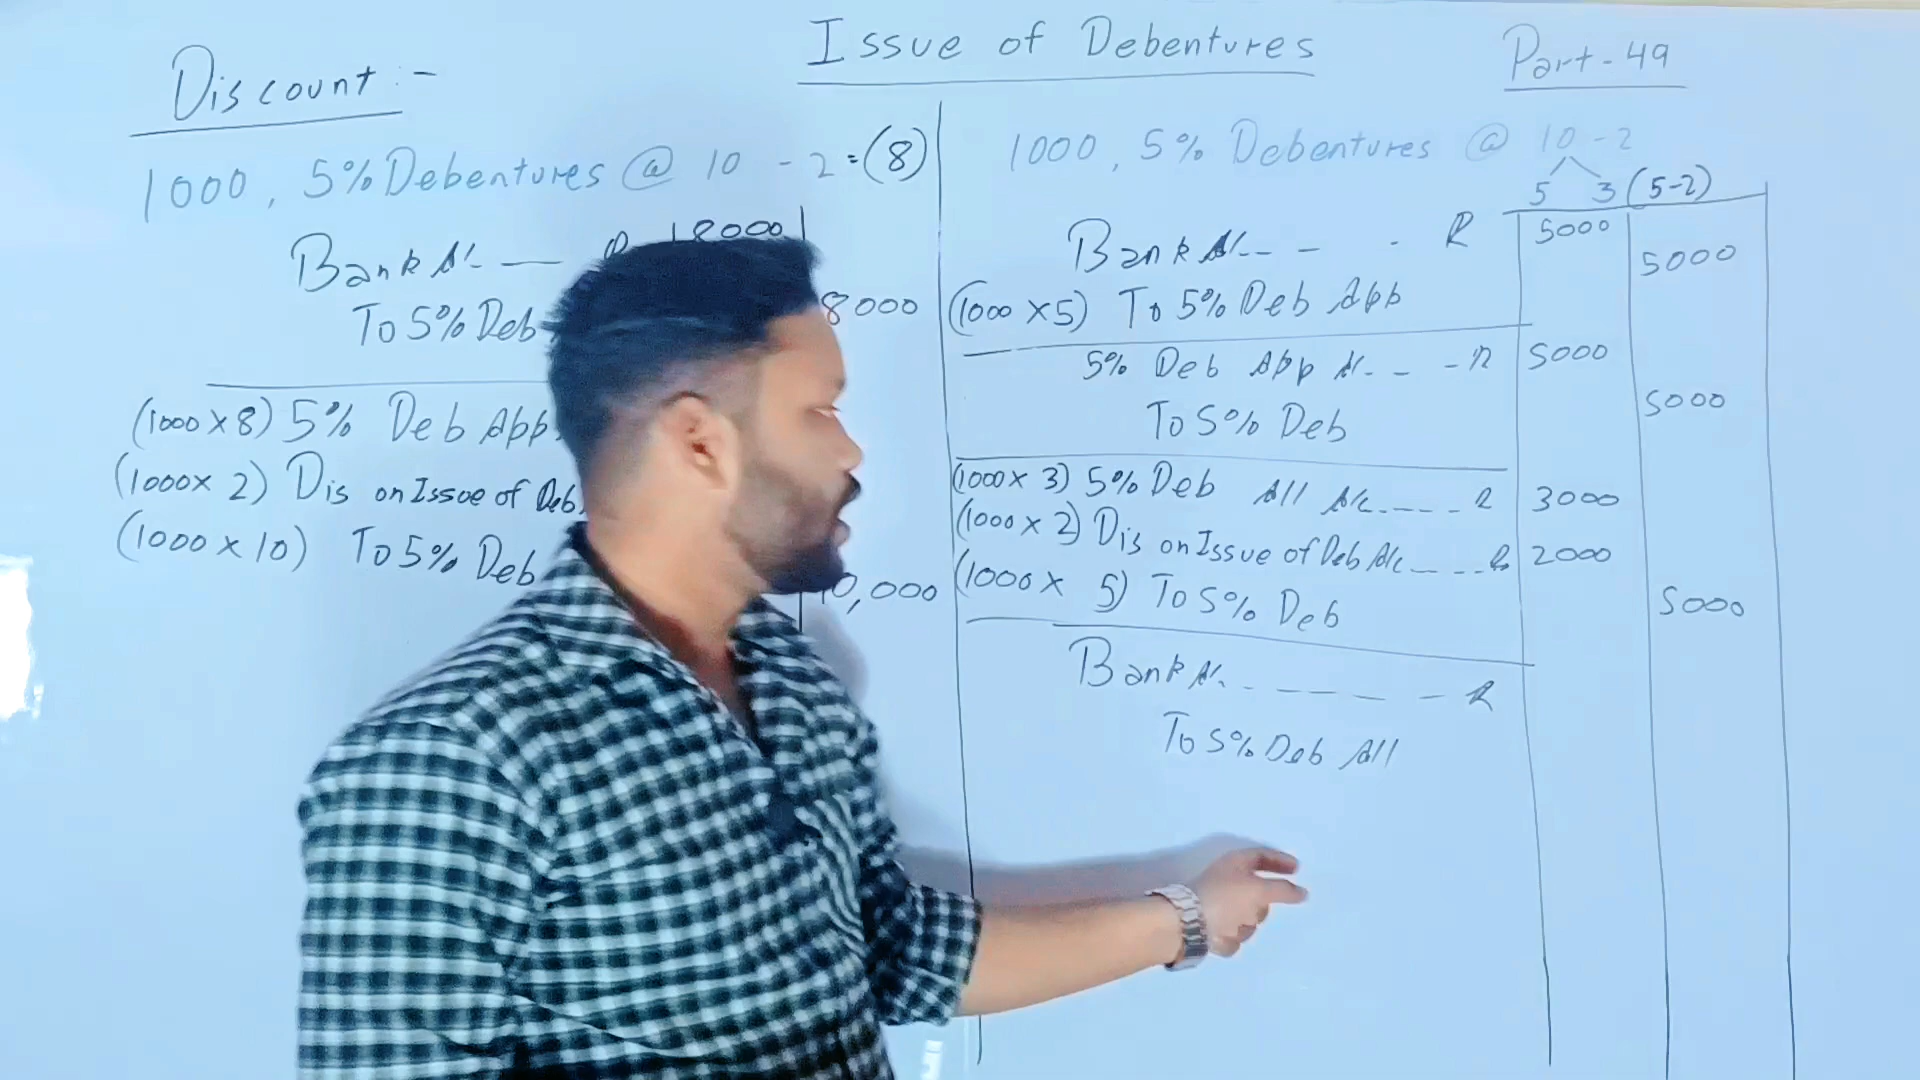 Issue of Debentures
Part-49
Discount:-
1000, 5% Debentures @ 10 - 2 = (8)
Bank A/c. — 8000
To 5% Deb 8000
(1000 x 8) 5% Deb App
(1000 x 2) Dis on Issue of Deb
(1000 x 10) To 5% Deb 10,000
1000, 5% Debentures @ 10 - 2
5 3 (5-2)
Bank A/c. - - - - R 5000
(1000 x 5) To 5% Deb App 5000
5% Deb App A/c. - - - R 5000
To 5% Deb 5000
(1000 x 3) 5% Deb All A/c. - - - - R 3000
(1000 x 2) Dis on Issue of Deb A/c - - - R 2000
(1000 x 5) To 5% Deb 5000
Bank A/c. - - - - - - R
To 5% Deb All